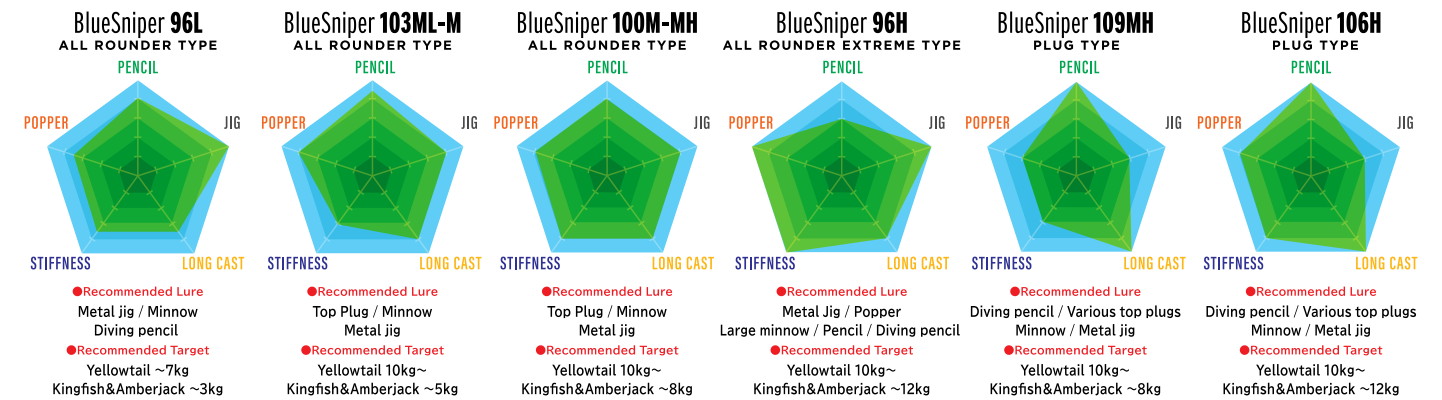 BlueSniper 96L
ALL ROUNDER TYPE
PENCIL
POPPER
JIG
STIFFNESS
LONG CAST
●Recommended Lure
Metal jig / Minnow
Diving pencil
●Recommended Target
Yellowtail ~7kg
Kingfish&Amberjack ~3kg
BlueSniper 103ML-M
ALL ROUNDER TYPE
PENCIL
POPPER
JIG
STIFFNESS
LONG CAST
●Recommended Lure
Top Plug / Minnow
Metal jig
●Recommended Target
Yellowtail 10kg~
Kingfish&Amberjack ~5kg
BlueSniper 100M-MH
ALL ROUNDER TYPE
PENCIL
POPPER
JIG
STIFFNESS
LONG CAST
●Recommended Lure
Top Plug / Minnow
Metal jig
●Recommended Target
Yellowtail 10kg~
Kingfish&Amberjack ~8kg
BlueSniper 96H
ALL ROUNDER EXTREME TYPE
PENCIL
POPPER
JIG
STIFFNESS
LONG CAST
●Recommended Lure
Metal Jig / Popper
Large minnow / Pencil / Diving pencil
●Recommended Target
Yellowtail 10kg~
Kingfish&Amberjack ~12kg
BlueSniper 109MH
PLUG TYPE
PENCIL
POPPER
JIG
STIFFNESS
LONG CAST
●Recommended Lure
Diving pencil / Various top plugs
Minnow / Metal jig
●Recommended Target
Yellowtail 10kg~
Kingfish&Amberjack ~8kg
BlueSniper 106H
PLUG TYPE
PENCIL
POPPER
JIG
STIFFNESS
LONG CAST
●Recommended Lure
Diving pencil / Various top plugs
Minnow / Metal jig
●Recommended Target
Yellowtail 10kg~
Kingfish&Amberjack ~12kg